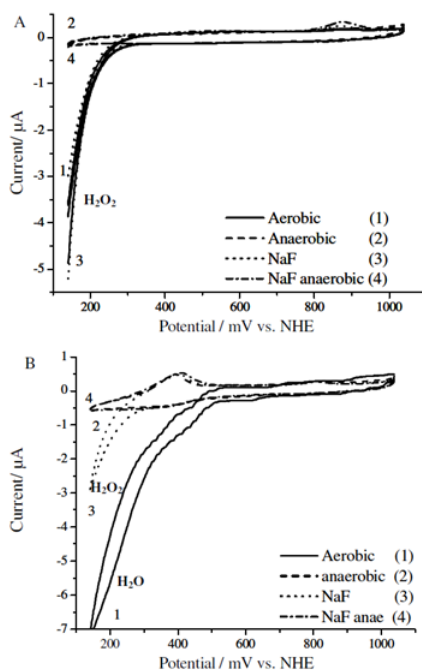 A
2
4
1
H₂O₂
3
Aerobic (1)
Anaerobic (2)
NaF (3)
NaF anaerobic (4)
0
-1
-2
-3
-4
-5
Current/ µA
200 400 600 800 1000
Potential / mV vs. NHE
B
4
2
H₂O₂
3
H₂O
1
Aerobic (1)
anaerobic (2)
NaF (3)
NaF anae (4)
1
0
-1
-2
-3
-4
-5
-6
-7
Current/ µA
200 400 600 800 1000
Potential / mV vs. NHE